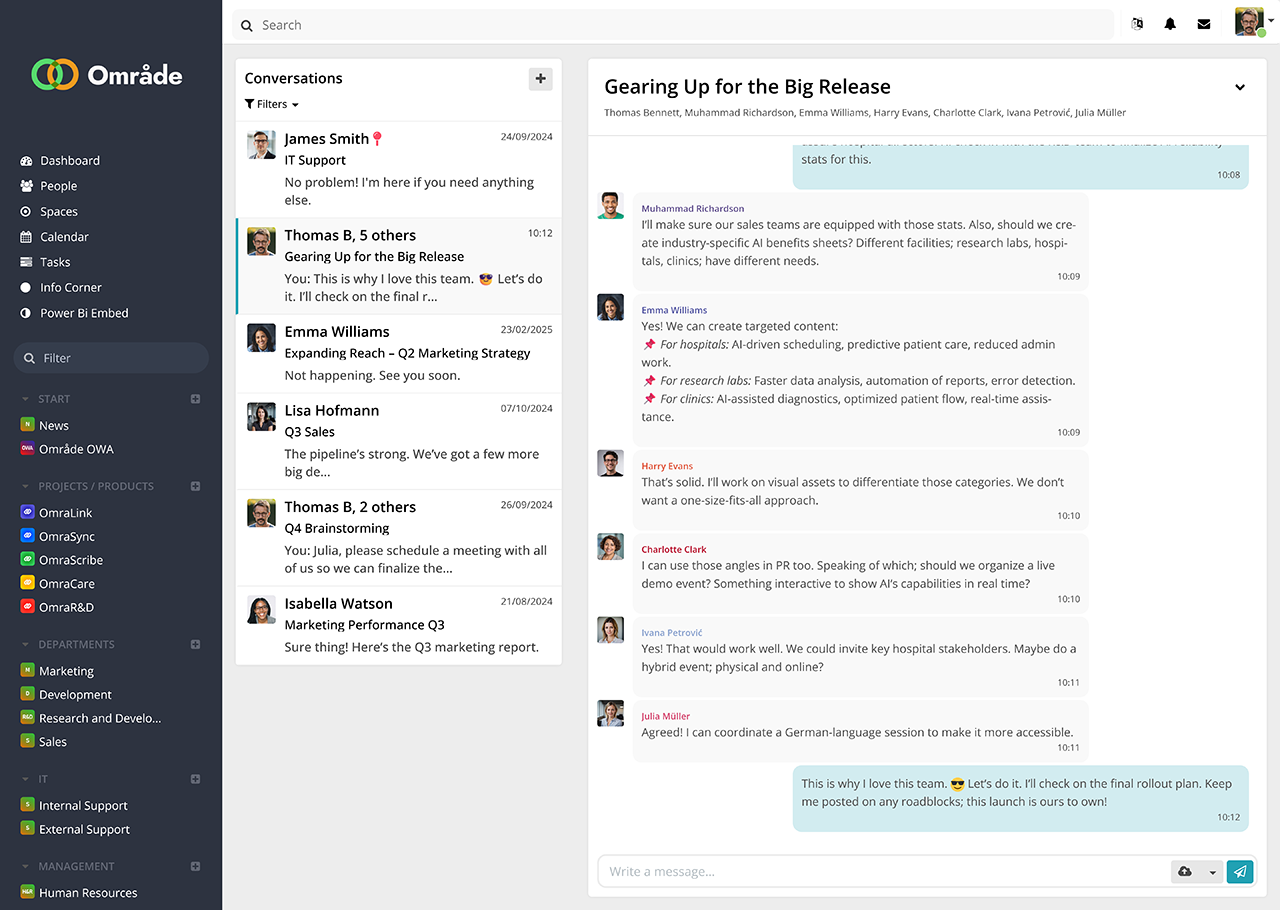 Område
Dashboard
People
Spaces
Calendar
Tasks
Info Corner
Power Bi Embed
Filter
START
N News
OWA Område OWA
PROJECTS / PRODUCTS
OmraLink
OmraSync
OmraScribe
OmraCare
OmraR&D
DEPARTMENTS
M Marketing
D Development
R&D Research and Develo...
S Sales
IT
S Internal Support
S External Support
MANAGEMENT
Human Resources
Search
Conversations
Filters
James Smith 24/09/2024
IT Support
No problem! I'm here if you need anything
else.
Thomas B, 5 others 10:12
Gearing Up for the Big Release
You: This is why I love this team. 😎 Let’s do
it. I’ll check on the final r...
Emma Williams 23/02/2025
Expanding Reach – Q2 Marketing Strategy
Not happening. See you soon.
Lisa Hofmann 07/10/2024
Q3 Sales
The pipeline’s strong. We’ve got a few more
big de...
Thomas B, 2 others 26/09/2024
Q4 Brainstorming
You: Julia, please schedule a meeting with all
of us so we can finalize the...
Isabella Watson 21/08/2024
Marketing Performance Q3
Sure thing! Here’s the Q3 marketing report.
Gearing Up for the Big Release
Thomas Bennett, Muhammad Richardson, Emma Williams, Harry Evans, Charlotte Clark, Ivana Petrović, Julia Müller
stats for this.
10:08
Muhammad Richardson
I’ll make sure our sales teams are equipped with those stats. Also, should we cre-
ate industry-specific AI benefits sheets? Different facilities; research labs, hospi-
tals, clinics; have different needs.
10:09
Emma Williams
Yes! We can create targeted content:
📌 For hospitals: AI-driven scheduling, predictive patient care, reduced admin
work.
📌 For research labs: Faster data analysis, automation of reports, error detection.
📌 For clinics: AI-assisted diagnostics, optimized patient flow, real-time assis-
tance.
10:09
Harry Evans
That’s solid. I’ll work on visual assets to differentiate those categories. We don’t
want a one-size-fits-all approach.
10:10
Charlotte Clark
I can use those angles in PR too. Speaking of which; should we organize a live
demo event? Something interactive to show AI’s capabilities in real time?
10:10
Ivana Petrović
Yes! That would work well. We could invite key hospital stakeholders. Maybe do a
hybrid event; physical and online?
10:11
Julia Müller
Agreed! I can coordinate a German-language session to make it more accessible.
10:11
This is why I love this team. 😎 Let’s do it. I’ll check on the final rollout plan. Keep
me posted on any roadblocks; this launch is ours to own!
10:12
Write a message...